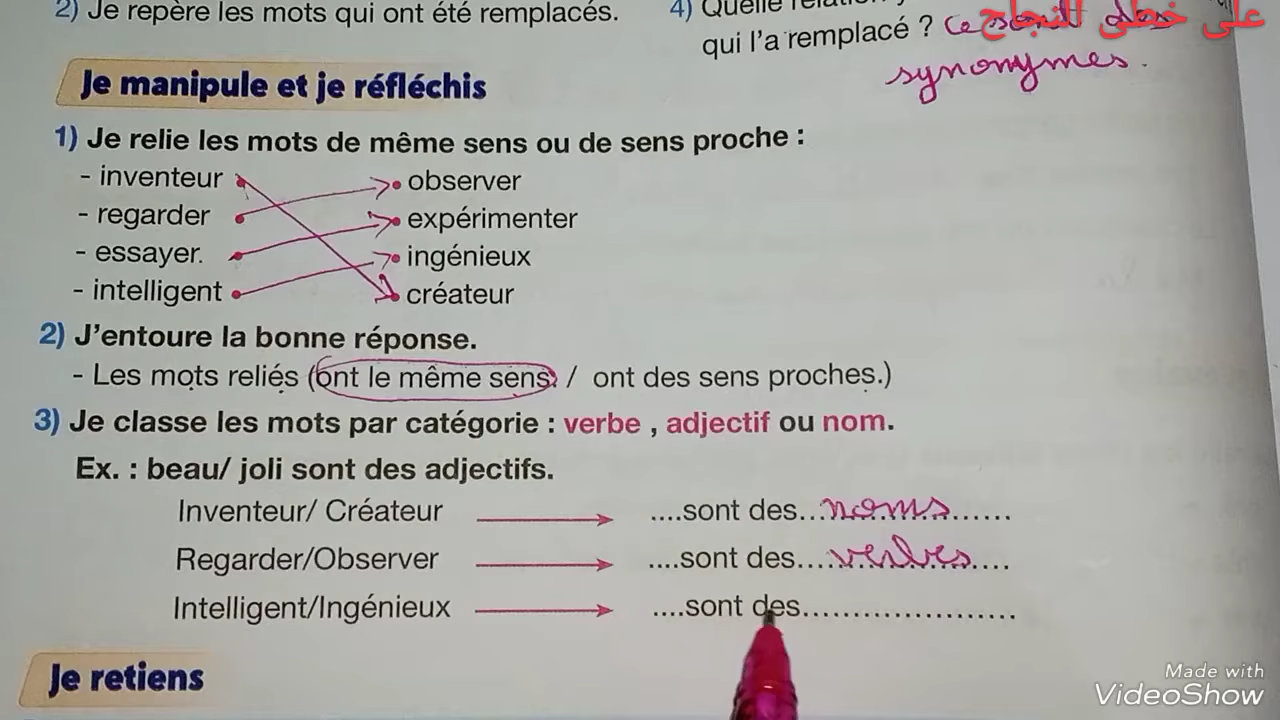 2) Je repère les mots qui ont été remplacés.
4) Quelle
qui l'a remplacé ? Ce sont des
synonymes.
على خطى النجاح
Je manipule et je réfléchis
1) Je relie les mots de même sens ou de sens proche :
- inventeur • observer
- regarder • expérimenter
- essayer. • ingénieux
- intelligent • créateur
2) J'entoure la bonne réponse.
- Les mots reliés (ont le même sens. / ont des sens proches.)
3) Je classe les mots par catégorie : verbe , adjectif ou nom.
Ex. : beau/ joli sont des adjectifs.
Inventeur/ Créateur ....sont des...noms......
Regarder/Observer ....sont des....verbes....
Intelligent/Ingénieux ....sont des.....................
Je retiens
Made with
VideoShow